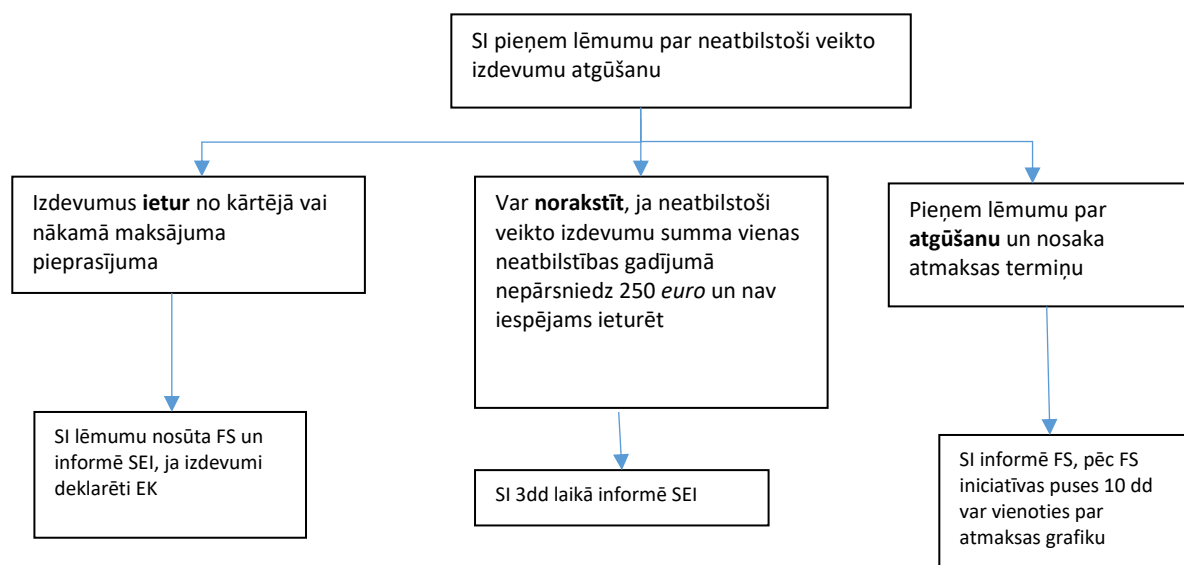 SI pieņem lēmumu par neatbilstoši veikto
izdevumu atgūšanu
Izdevumus ietur no kārtējā vai
nākamā maksājuma
pieprasījuma
Var norakstīt, ja neatbilstoši
veikto izdevumu summa vienas
neatbilstības gadījumā
nepārsniedz 250 euro un nav
iespējams ieturēt
Pieņem lēmumu par
atgūšanu un nosaka
atmaksas termiņu
SI lēmumu nosūta FS un
informē SEI, ja izdevumi
deklarēti EK
SI 3dd laikā informē SEI
SI informē FS, pēc FS
iniciatīvas puses 10 dd
var vienoties par
atmaksas grafiku